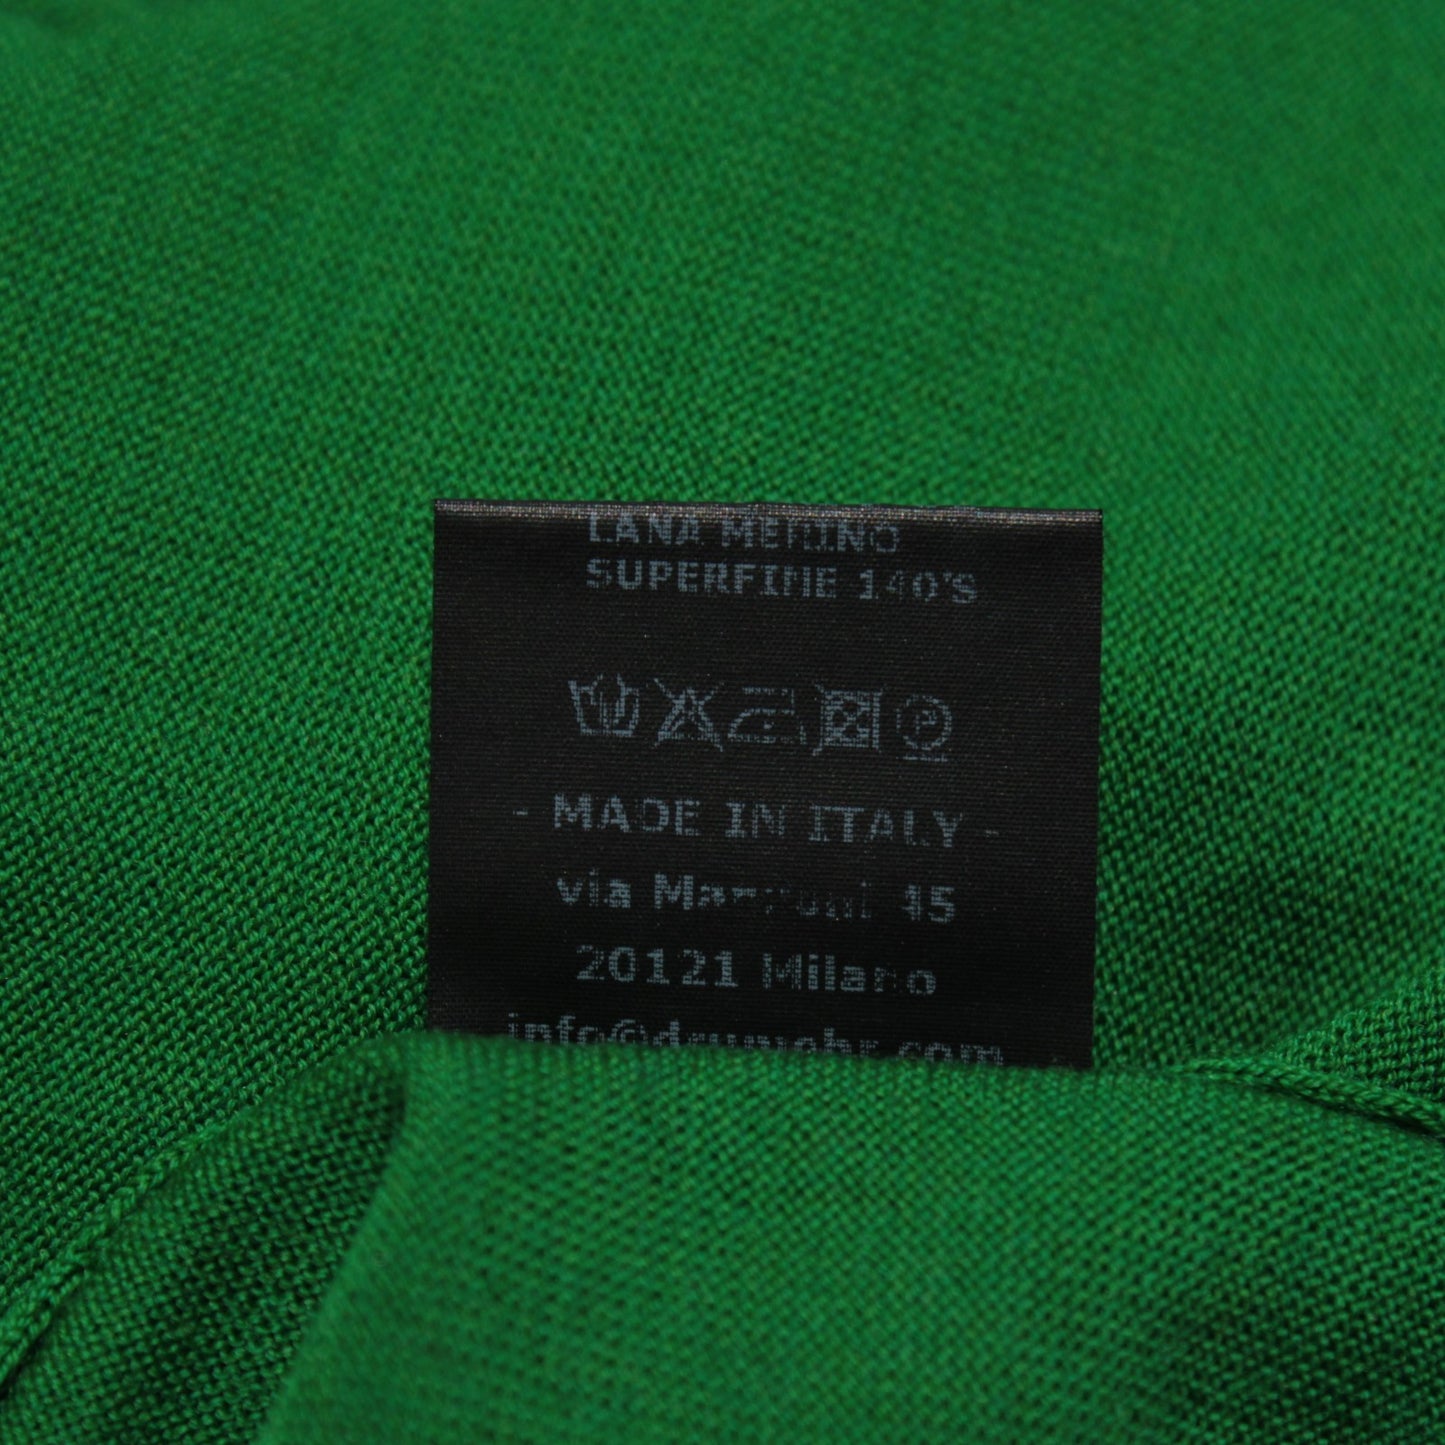 LANA MERINO
SUPERFINE 140'S
- MADE IN ITALY -
via Manzoni 45
20121 Milano